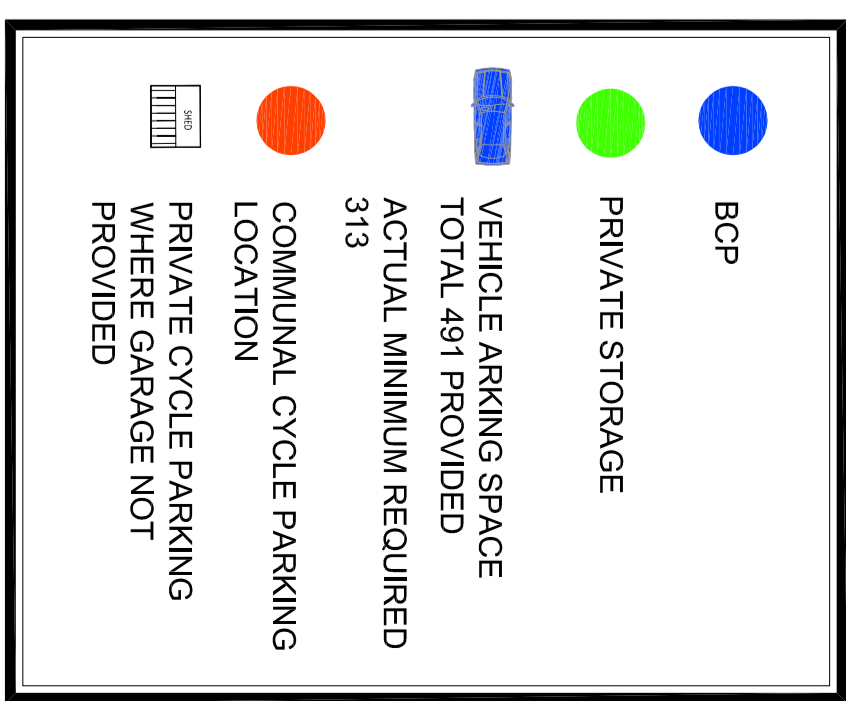 BCP
PRIVATE STORAGE
VEHICLE ARKING SPACE
TOTAL 491 PROVIDED
ACTUAL MINIMUM REQUIRED
313
COMMUNAL CYCLE PARKING
LOCATION
SHED
PRIVATE CYCLE PARKING
WHERE GARAGE NOT
PROVIDED